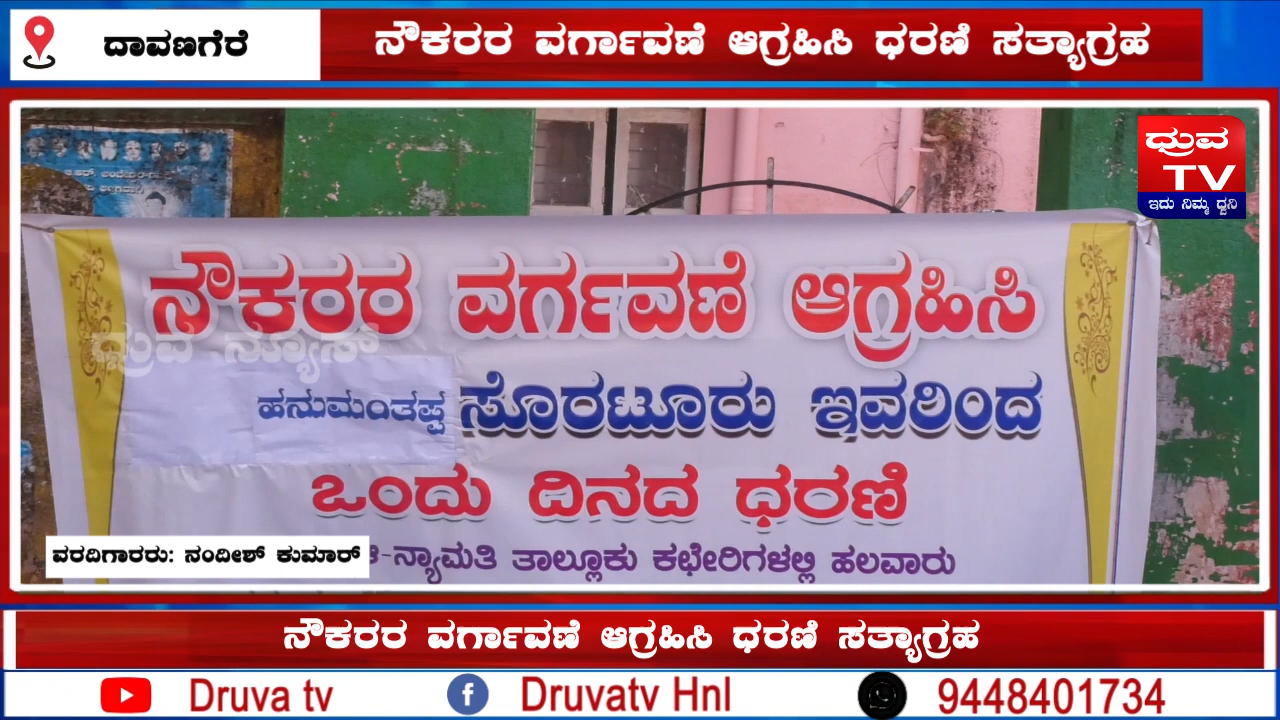 ದಾವಣಗೆರೆ
ನೌಕರರ ವರ್ಗಾವಣೆ ಆಗ್ರಹಿಸಿ ಧರಣಿ ಸತ್ಯಾಗ್ರಹ
ಧ್ರುವ
TV
ಇದು ನಿಮ್ಮ ಧ್ವನಿ
ನೌಕರರ ವರ್ಗವಣೆ ಆಗ್ರಹಿಸಿ
ಧ್ರುವ ನ್ಯೂಸ್
ಹನುಮಂತಪ್ಪ ಸೊರಟೂರು ಇವರಿಂದ
ಒಂದು ದಿನದ ಧರಣಿ
-ನ್ಯಾಮತಿ ತಾಲ್ಲೂಕು ಕಛೇರಿಗಳಲ್ಲಿ ಹಲವಾರು
ವರದಿಗಾರರು: ನಂದೀಶ್ ಕುಮಾರ್
ನೌಕರರ ವರ್ಗಾವಣೆ ಆಗ್ರಹಿಸಿ ಧರಣಿ ಸತ್ಯಾಗ್ರಹ
Druva tv
Druvatv Hnl
9448401734